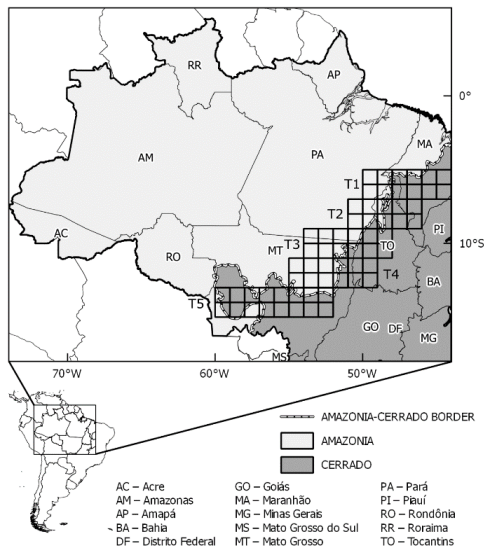 RR
AP
0°
AM
PA
MA
T1
T2
PI
AC
RO
MT
T3
TO
10°S
T4
BA
T5
GO
DF
MG
MS
70°W
60°W
50°W
AMAZONIA-CERRADO BORDER
AMAZONIA
CERRADO
AC – Acre
AM – Amazonas
AP – Amapá
BA – Bahia
DF – Distrito Federal
GO – Goiás
MA – Maranhão
MG – Minas Gerais
MS – Mato Grosso do Sul
MT – Mato Grosso
PA – Pará
PI – Piauí
RO – Rondônia
RR – Roraima
TO – Tocantins